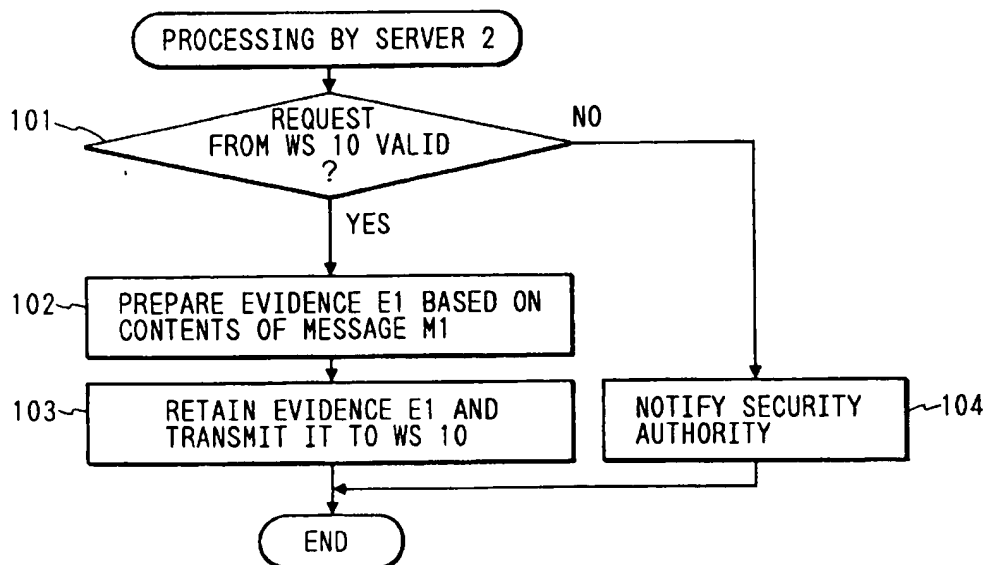 PROCESSING BY SERVER 2
101
REQUEST
FROM WS 10 VALID
?
NO
YES
102
PREPARE EVIDENCE E1 BASED ON
CONTENTS OF MESSAGE M1
103
RETAIN EVIDENCE E1 AND
TRANSMIT IT TO WS 10
NOTIFY SECURITY
AUTHORITY
104
END